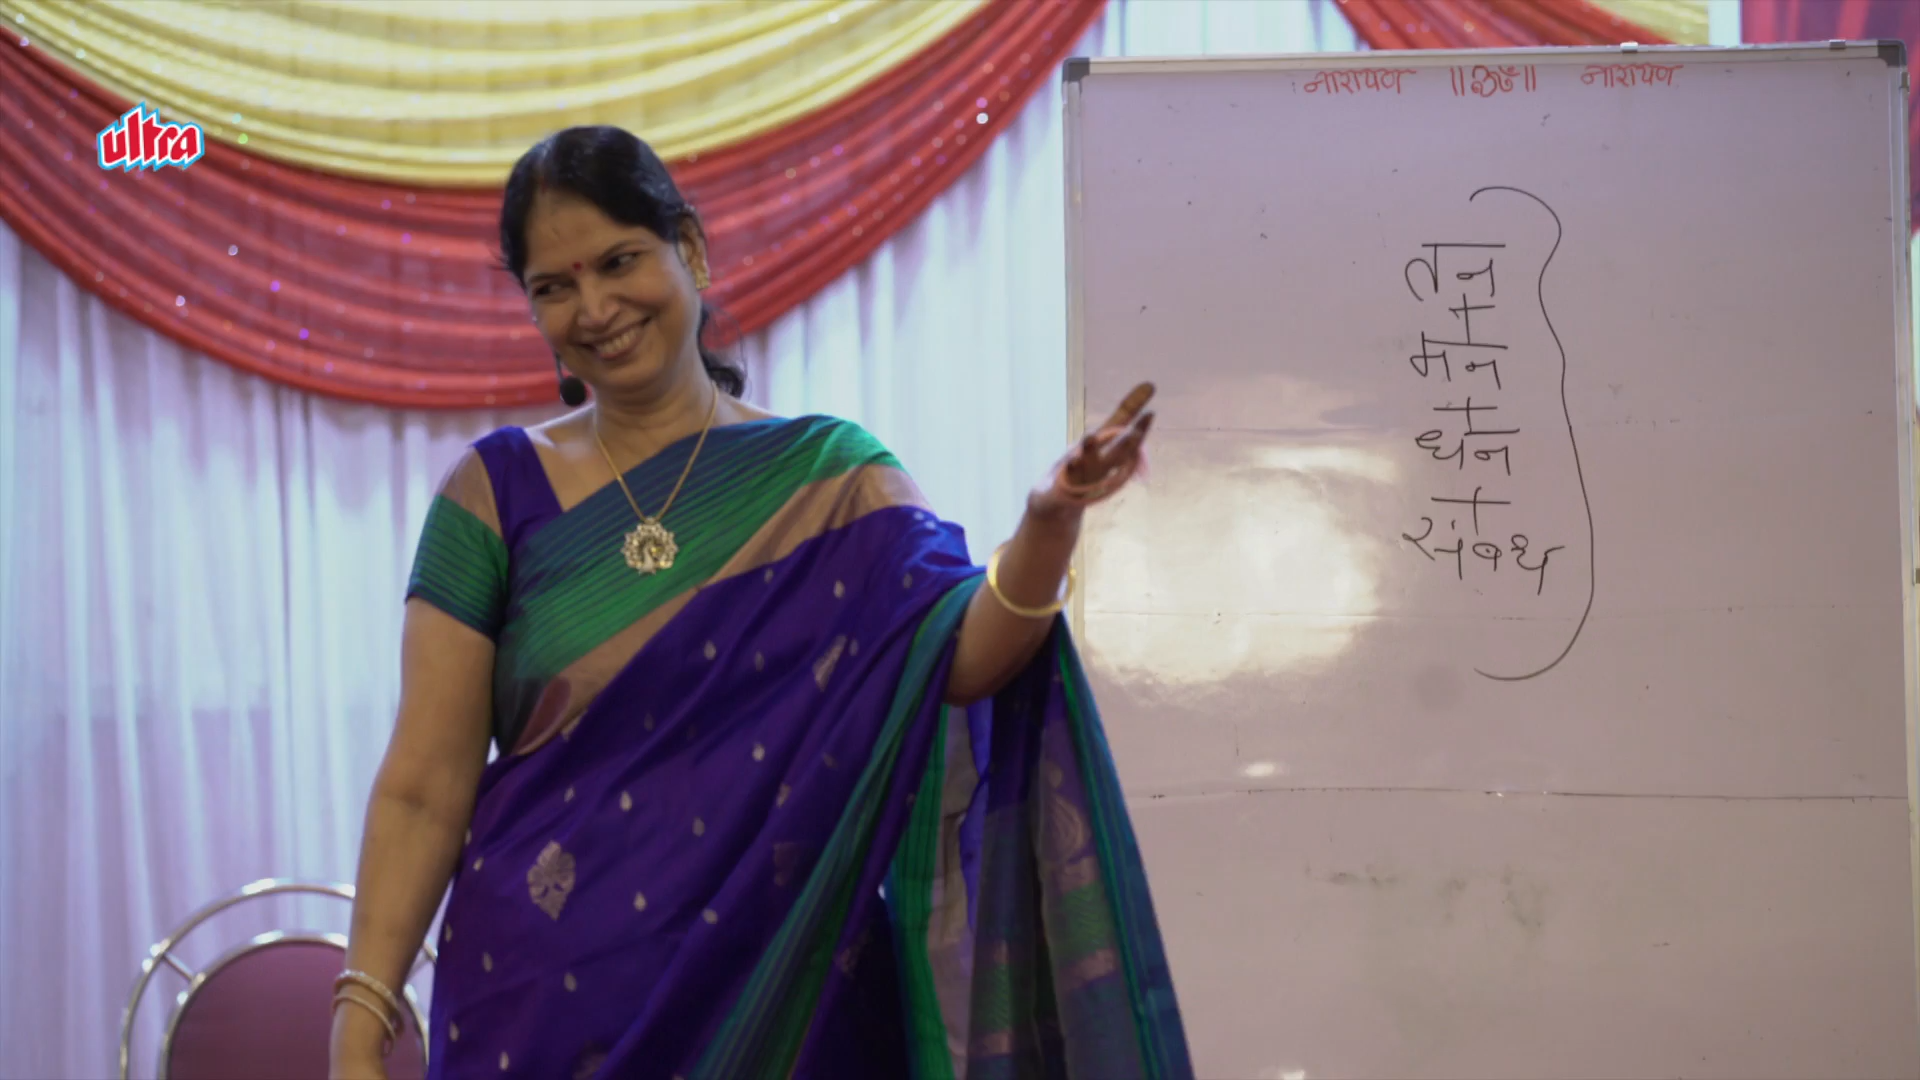 ultra
नारायण ||ॐ|| नारायण
तन
+
मन
+
धन
+
संबंध